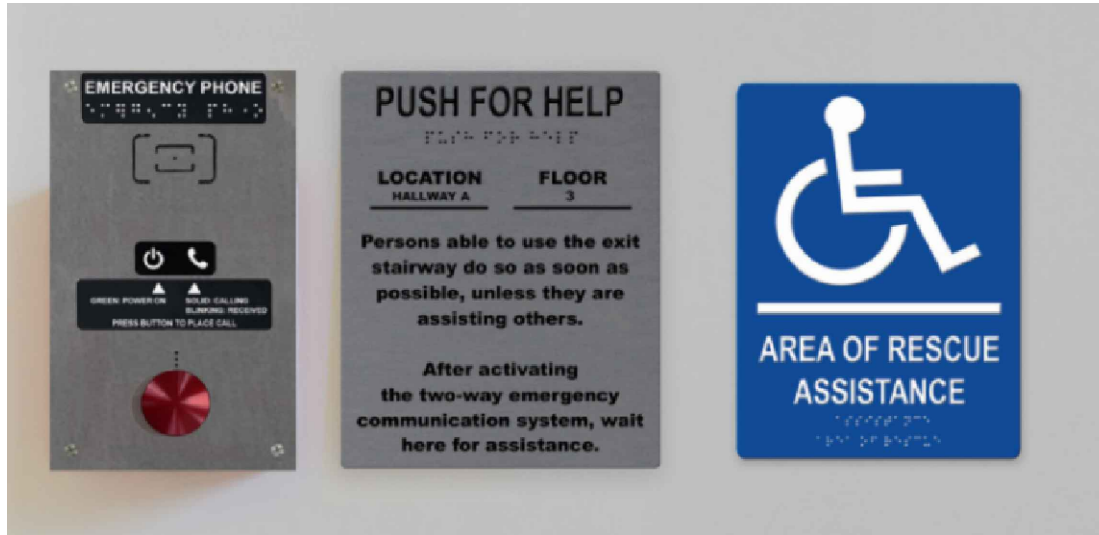 EMERGENCY PHONE
GREEN: POWER ON
SOLID: CALLING
BLINKING: RECEIVED
PRESS BUTTON TO PLACE CALL
PUSH FOR HELP
LOCATION
HALLWAY A
FLOOR
3
Persons able to use the exit
stairway do so as soon as
possible, unless they are
assisting others.
After activating
the two-way emergency
communication system, wait
here for assistance.
AREA OF RESCUE
ASSISTANCE